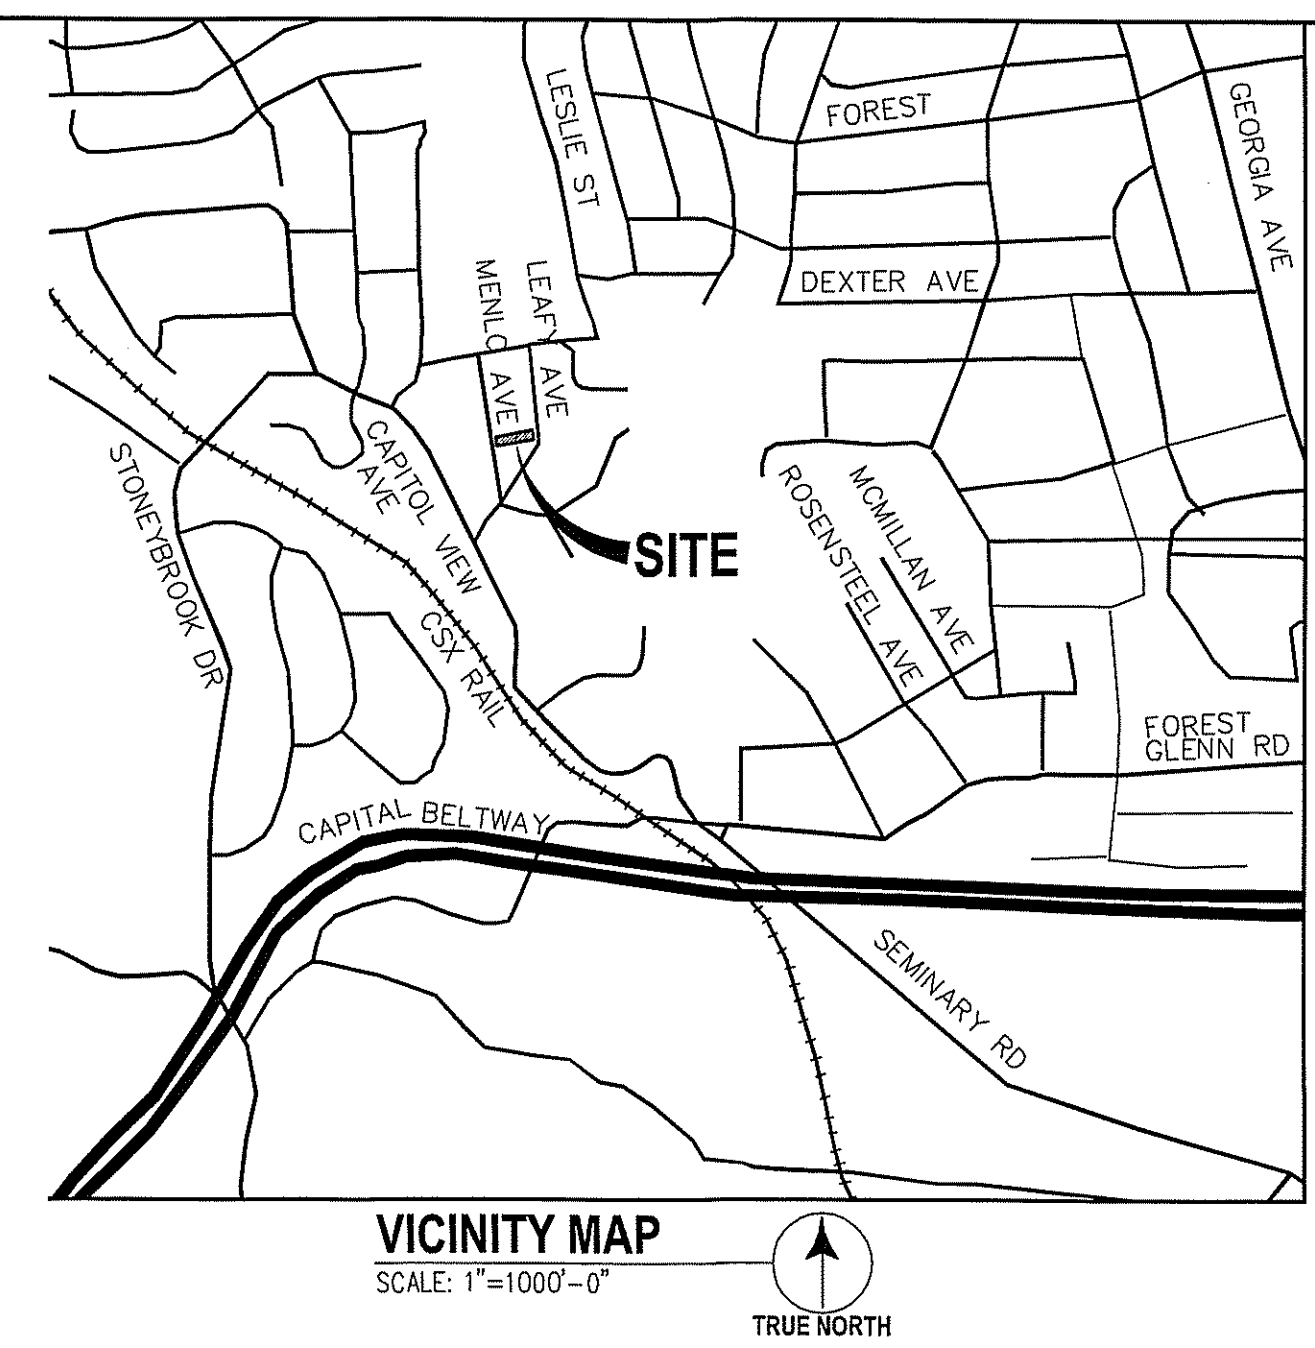 LESLIE ST
FOREST
GEORGIA AVE
MENLO AVE
LEAFY AVE
DEXTER AVE
CAPITOL VIEW
AVE
STONEYBROOK DR
SITE
MCMILLAN AVE
ROSENSTEEL AVE
CSX RAIL
FOREST
GLENN RD
CAPITAL BELTWAY
SEMINARY RD
VICINITY MAP
SCALE: 1"=1000'-0"
TRUE NORTH